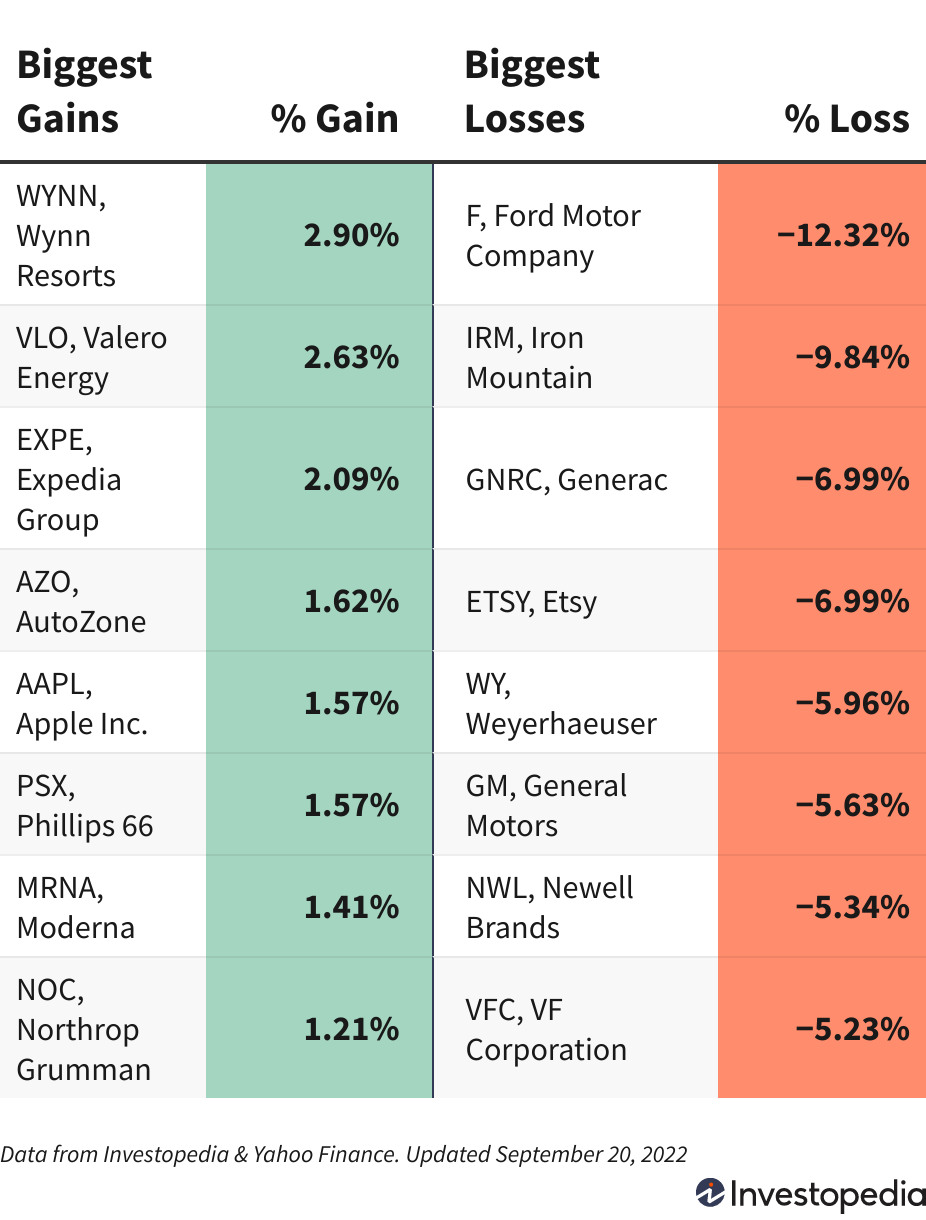 Biggest
Gains
% Gain
Biggest
Losses
% Loss
WYNN,
Wynn
Resorts
2.90%
F, Ford Motor
Company
−12.32%
VLO, Valero
Energy
2.63%
IRM, Iron
Mountain
−9.84%
EXPE,
Expedia
Group
2.09%
GNRC, Generac
−6.99%
AZO,
AutoZone
1.62%
ETSY, Etsy
−6.99%
AAPL,
Apple Inc.
1.57%
WY,
Weyerhaeuser
−5.96%
PSX,
Phillips 66
1.57%
GM, General
Motors
−5.63%
MRNA,
Moderna
1.41%
NWL, Newell
Brands
−5.34%
NOC,
Northrop
Grumman
1.21%
VFC, VF
Corporation
−5.23%
Data from Investopedia & Yahoo Finance. Updated September 20, 2022
Investopedia